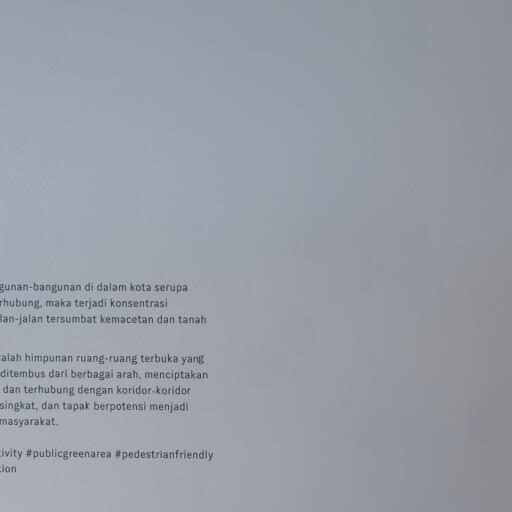 gunan-bangunan di dalam kota serupa
rhubung, maka terjadi konsentrasi
lan-jalan tersumbat kemacetan dan tanah
alah himpunan ruang-ruang terbuka yang
ditembus dari berbagai arah, menciptakan
dan terhubung dengan koridor-koridor
singkat, dan tapak berpotensi menjadi
masyarakat.
tivity #publicgreenarea #pedestrianfriendly
tion